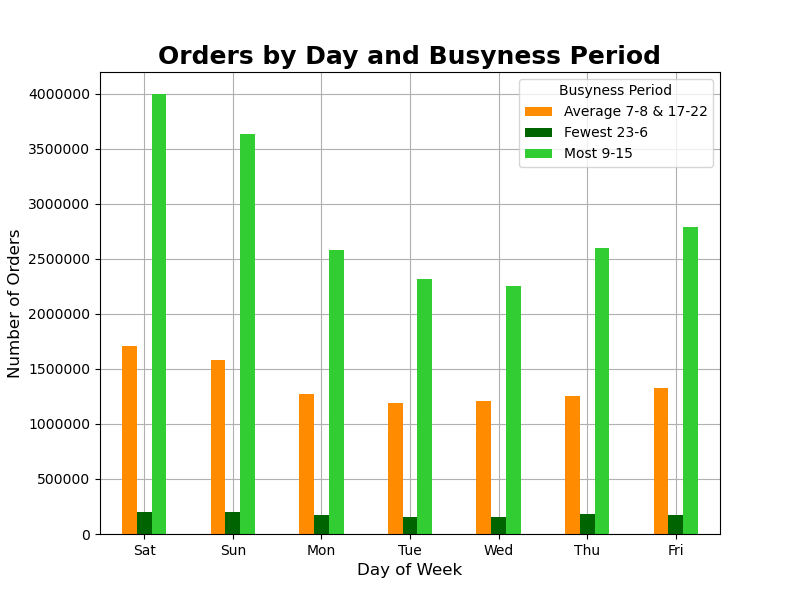 Orders by Day and Busyness Period
Busyness Period
Average 7-8 & 17-22
Fewest 23-6
Most 9-15
Number of Orders
4000000
3500000
3000000
2500000
2000000
1500000
1000000
500000
0
Sat Sun Mon Tue Wed Thu Fri
Day of Week